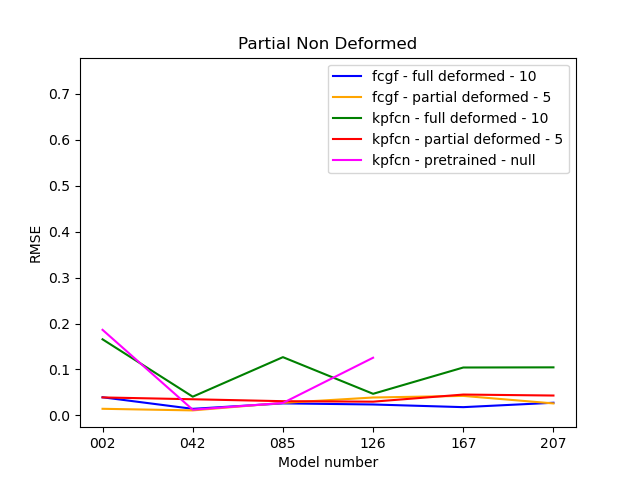 Partial Non Deformed
fcgf - full deformed - 10
fcgf - partial deformed - 5
kpfcn - full deformed - 10
kpfcn - partial deformed - 5
kpfcn - pretrained - null
RMSE
0.7
0.6
0.5
0.4
0.3
0.2
0.1
0.0
002 042 085 126 167 207
Model number